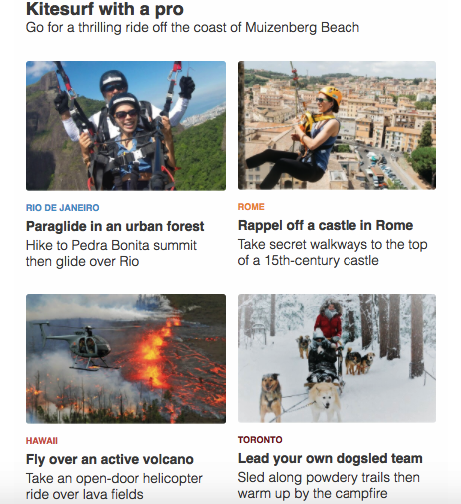 Kitesurf with a pro
Go for a thrilling ride off the coast of Muizenberg Beach
RIO DE JANEIRO
Paraglide in an urban forest
Hike to Pedra Bonita summit
then glide over Rio
ROME
Rappel off a castle in Rome
Take secret walkways to the top
of a 15th-century castle
HAWAII
Fly over an active volcano
Take an open-door helicopter
ride over lava fields
TORONTO
Lead your own dogsled team
Sled along powdery trails then
warm up by the campfire